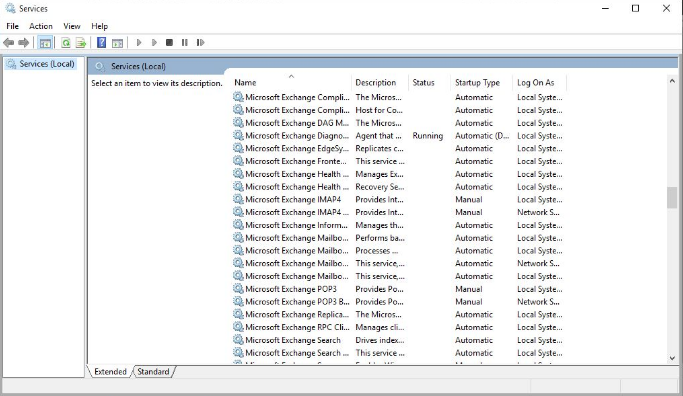 Services
File Action View Help
Services (Local)
Services (Local)
Select an item to view its description.
Name Description Status Startup Type Log On As
Microsoft Exchange Compli... The Micros... Automatic Local Syste...
Microsoft Exchange Compli... Host for Co... Automatic Local Syste...
Microsoft Exchange DAG M... The Micros... Automatic Local Syste...
Microsoft Exchange Diagno... Agent that ... Running Automatic (D... Local Syste...
Microsoft Exchange EdgeSy... Replicates c... Automatic Local Syste...
Microsoft Exchange Fronte... This service ... Automatic Local Syste...
Microsoft Exchange Health ... Manages Ex... Automatic Local Syste...
Microsoft Exchange Health ... Recovery Se... Automatic Local Syste...
Microsoft Exchange IMAP4 Provides Int... Manual Local Syste...
Microsoft Exchange IMAP4 ... Provides Int... Manual Network S...
Microsoft Exchange Inform... Manages th... Automatic Local Syste...
Microsoft Exchange Mailbo... Performs ba... Automatic Local Syste...
Microsoft Exchange Mailbo... Processes ... Automatic Local Syste...
Microsoft Exchange Mailbo... This service,... Automatic Network S...
Microsoft Exchange Mailbo... This service,... Automatic Local Syste...
Microsoft Exchange POP3 Provides Po... Manual Local Syste...
Microsoft Exchange POP3 B... Provides Po... Manual Network S...
Microsoft Exchange Replica... The Micros... Automatic Local Syste...
Microsoft Exchange RPC Cli... Manages cli... Automatic Local Syste...
Microsoft Exchange Search Drives index... Automatic Local Syste...
Microsoft Exchange Search ... This service ... Automatic Local Syste...
Extended Standard